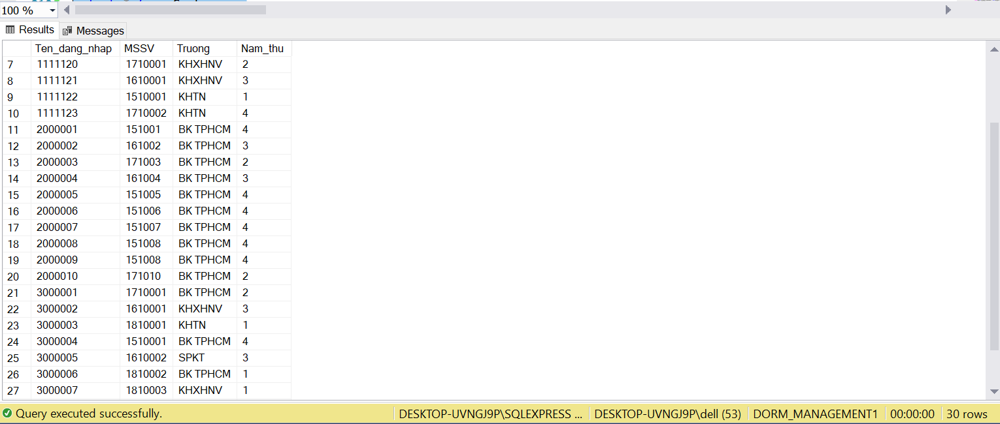 100 %
Results Messages
Ten_dang_nhap MSSV Truong Nam_thu
7 1111120 1710001 KHXHNV 2
8 1111121 1610001 KHXHNV 3
9 1111122 1510001 KHTN 1
10 1111123 1710002 KHTN 4
11 2000001 151001 BK TPHCM 4
12 2000002 161002 BK TPHCM 3
13 2000003 171003 BK TPHCM 2
14 2000004 161004 BK TPHCM 3
15 2000005 151005 BK TPHCM 4
16 2000006 151006 BK TPHCM 4
17 2000007 151007 BK TPHCM 4
18 2000008 151008 BK TPHCM 4
19 2000009 151008 BK TPHCM 4
20 2000010 171010 BK TPHCM 2
21 3000001 1710001 BK TPHCM 2
22 3000002 1610001 KHXHNV 3
23 3000003 1810001 KHTN 1
24 3000004 1510001 BK TPHCM 4
25 3000005 1610002 SPKT 3
26 3000006 1810002 BK TPHCM 1
27 3000007 1810003 KHXHNV 1
Query executed successfully. DESKTOP-UVNGJ9P\SQLEXPRESS ... DESKTOP-UVNGJ9P\dell (53) DORM_MANAGEMENT1 00:00:00 30 rows